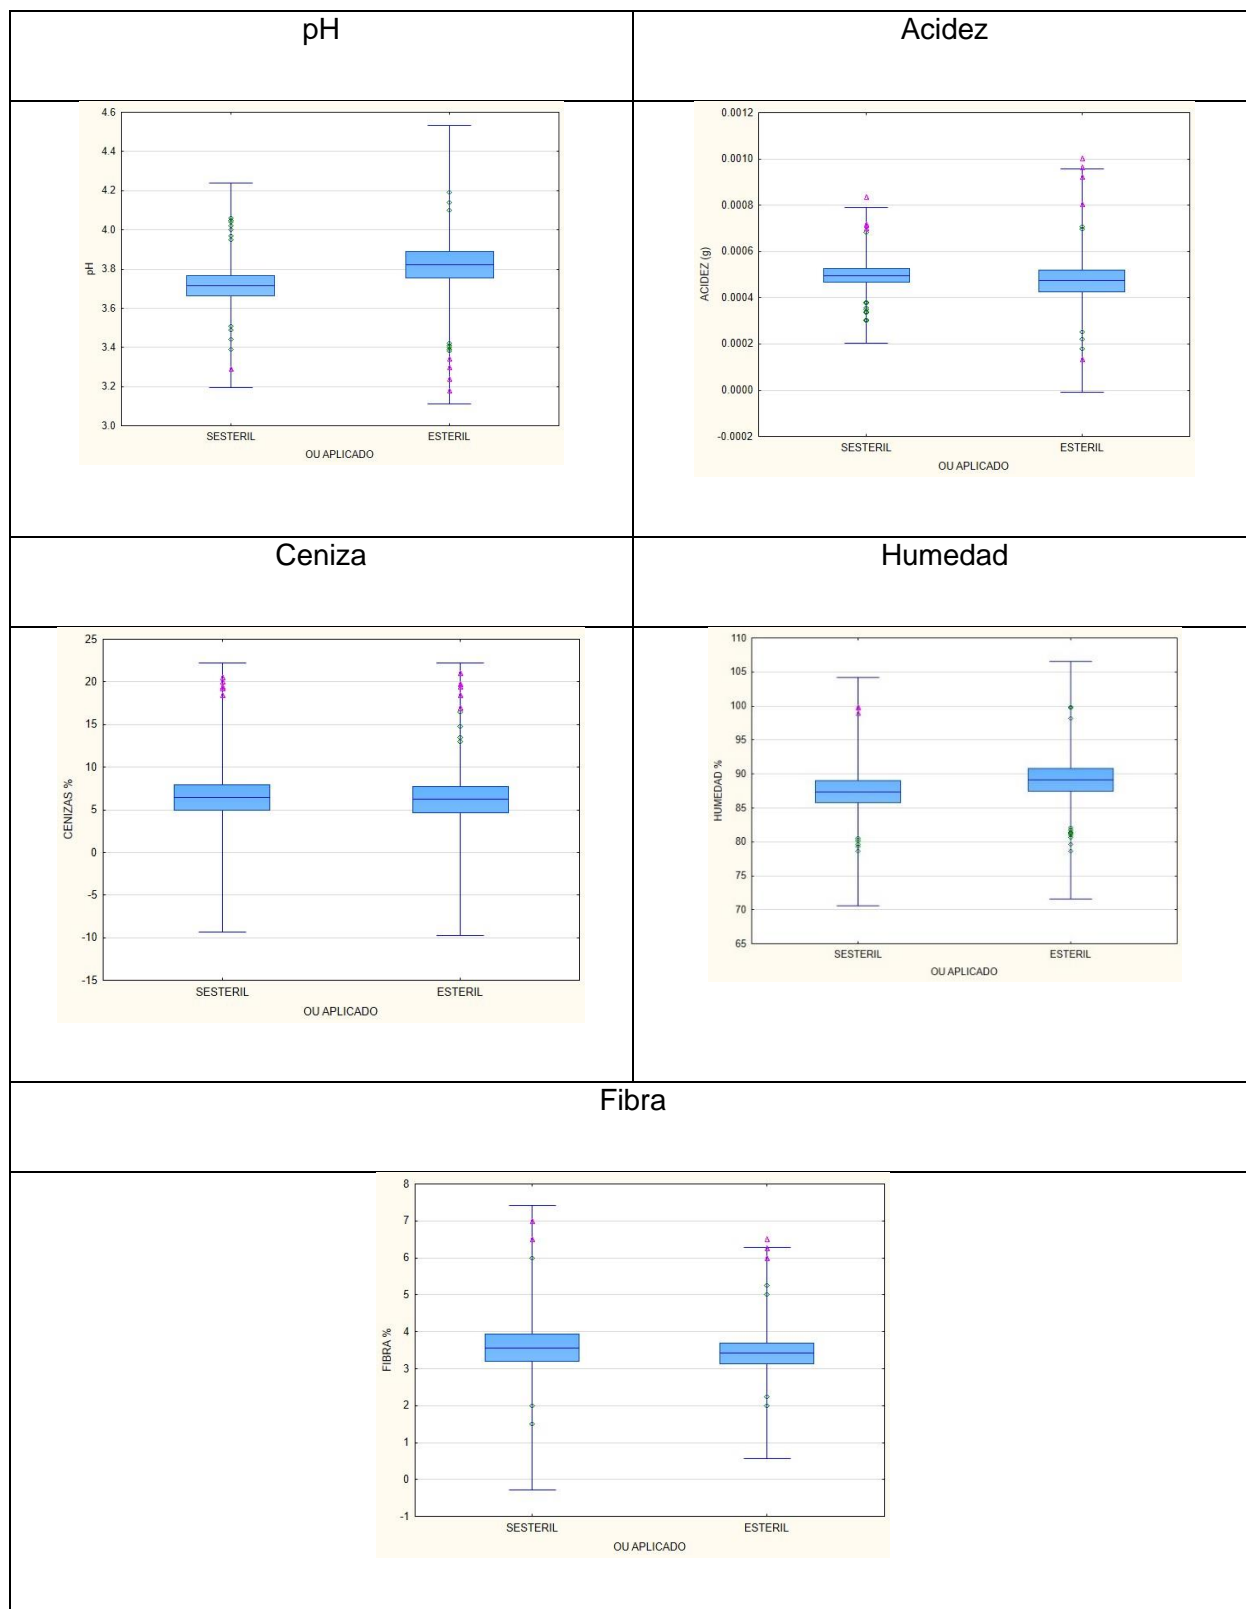 pH
Acidez
4.6
4.4
4.2
4.0
3.8
3.6
3.4
3.2
3.0
pH
SESTERIL
ESTERIL
OU APLICADO
0.0012
0.0010
0.0008
0.0006
0.0004
0.0002
0.0000
-0.0002
ACIDEZ (g)
SESTERIL
ESTERIL
OU APLICADO
Ceniza
Humedad
25
20
15
10
5
0
-5
-10
-15
CENIZAS %
SESTERIL
ESTERIL
OU APLICADO
110
105
100
95
90
85
80
75
70
65
HUMEDAD %
SESTERIL
ESTERIL
OU APLICADO
Fibra
8
7
6
5
4
3
2
1
0
-1
FIBRA %
SESTERIL
ESTERIL
OU APLICADO